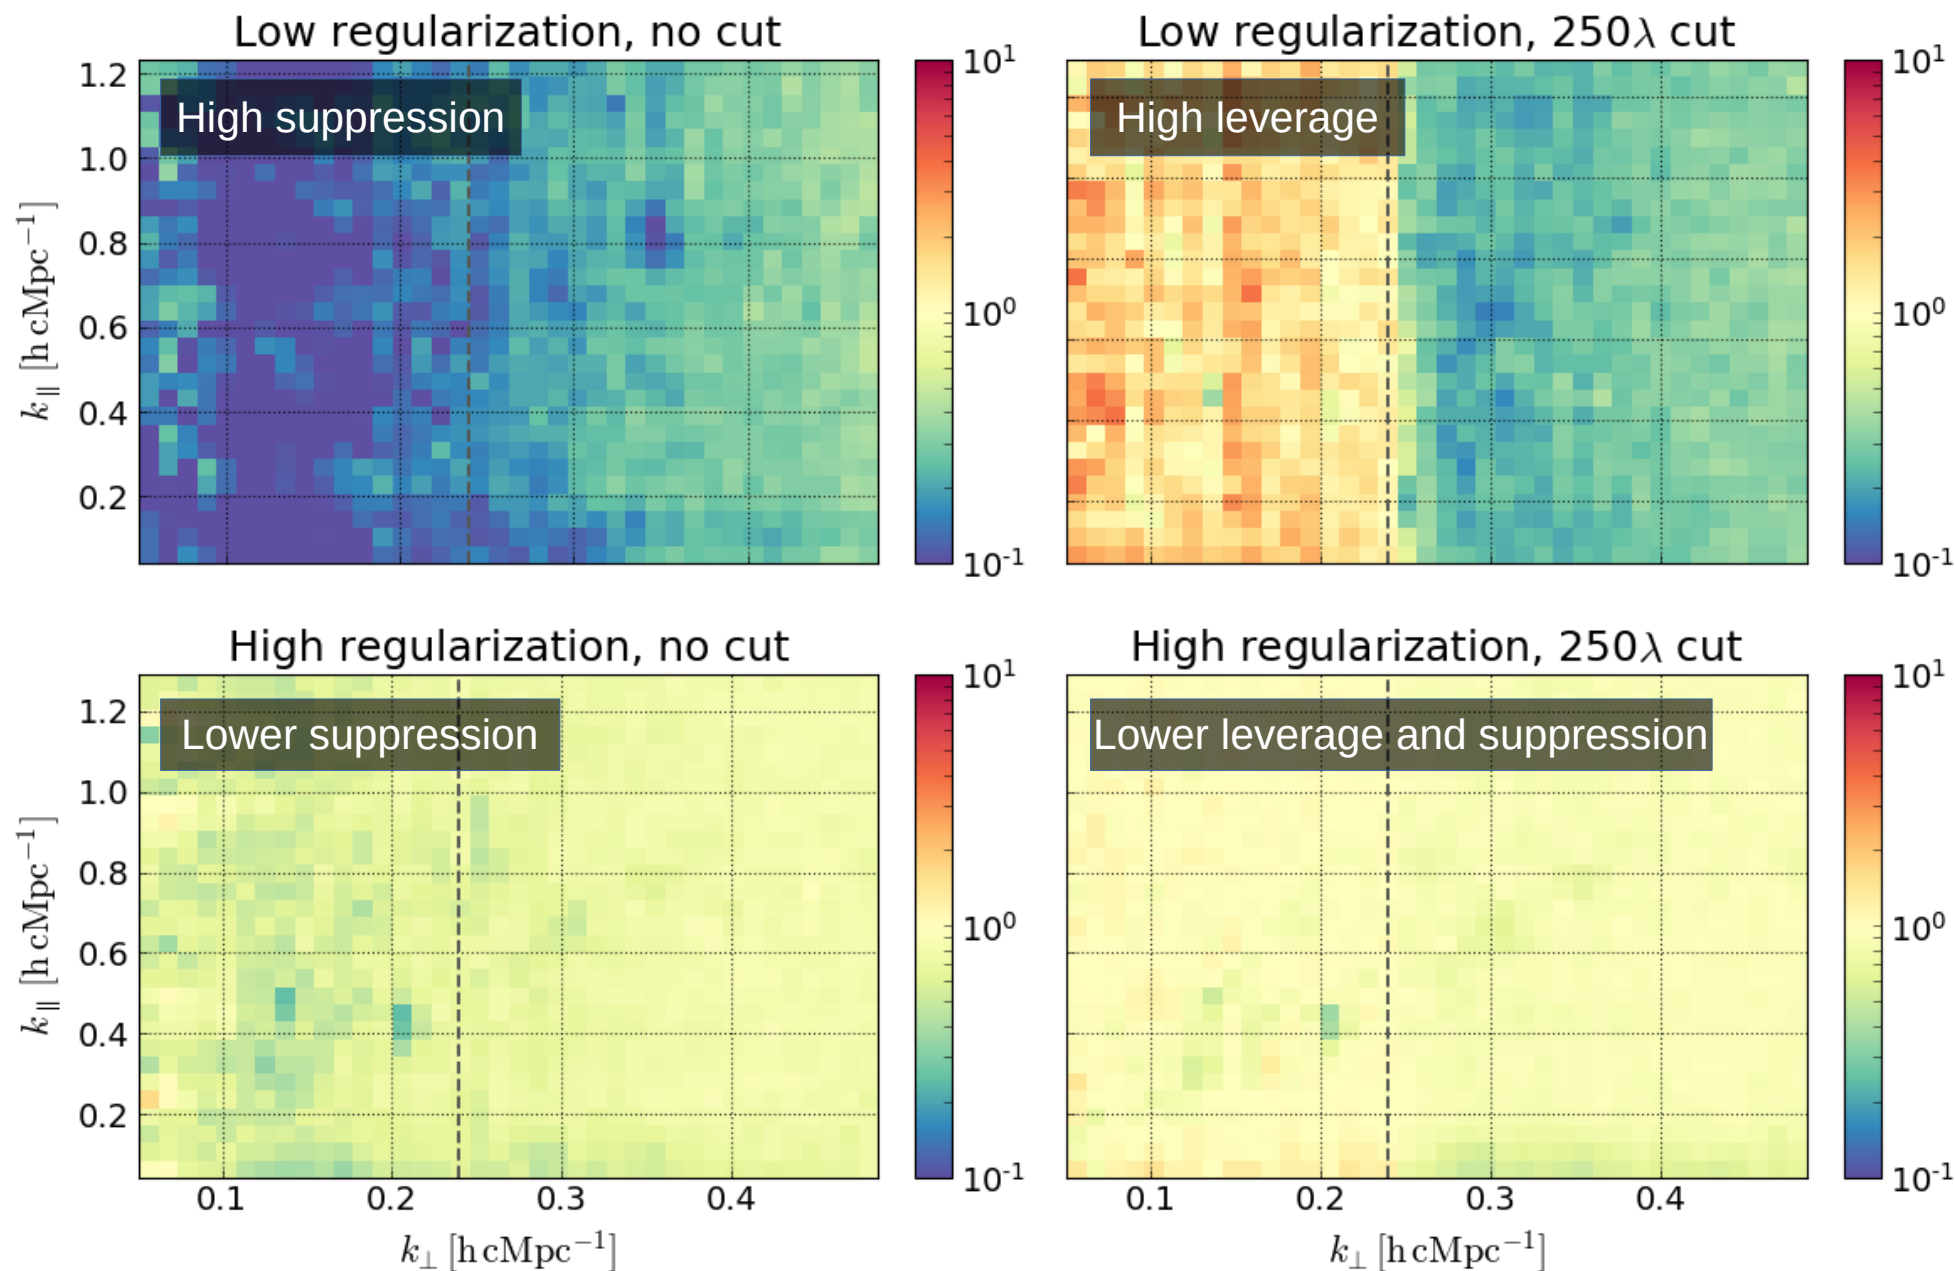 Low regularization, no cut
Low regularization, 250λ cut
High suppression
High leverage
1.2
1.0
0.8
0.6
0.4
0.2
k∥ [h cMpc⁻¹]
10¹
10⁰
10⁻¹
10¹
10⁰
10⁻¹
High regularization, no cut
High regularization, 250λ cut
Lower suppression
Lower leverage and suppression
1.2
1.0
0.8
0.6
0.4
0.2
k∥ [h cMpc⁻¹]
10¹
10⁰
10⁻¹
10¹
10⁰
10⁻¹
0.1 0.2 0.3 0.4
0.1 0.2 0.3 0.4
k⊥ [h cMpc⁻¹]
k⊥ [h cMpc⁻¹]